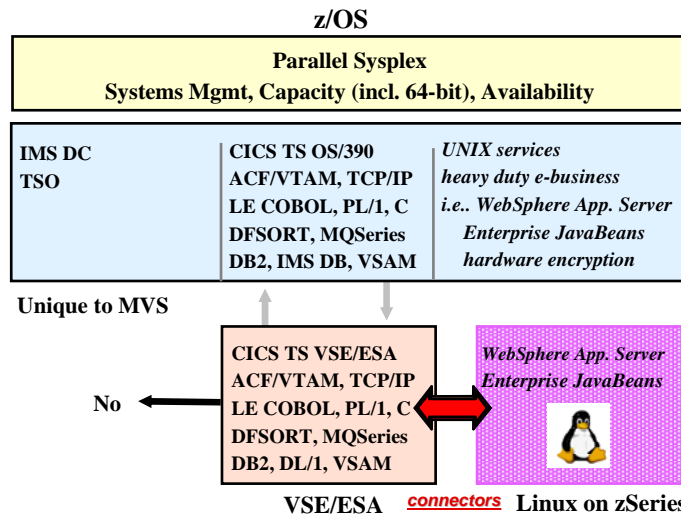 z/OS
Parallel Sysplex
Systems Mgmt, Capacity (incl. 64-bit), Availability
IMS DC
TSO
CICS TS OS/390
ACF/VTAM, TCP/IP
LE COBOL, PL/1, C
DFSORT, MQSeries
DB2, IMS DB, VSAM
UNIX services
heavy duty e-business
i.e.. WebSphere App. Server
Enterprise JavaBeans
hardware encryption
Unique to MVS
No
CICS TS VSE/ESA
ACF/VTAM, TCP/IP
LE COBOL, PL/1, C
DFSORT, MQSeries
DB2, DL/1, VSAM
WebSphere App. Server
Enterprise JavaBeans
VSE/ESA
connectors
Linux on zSeries